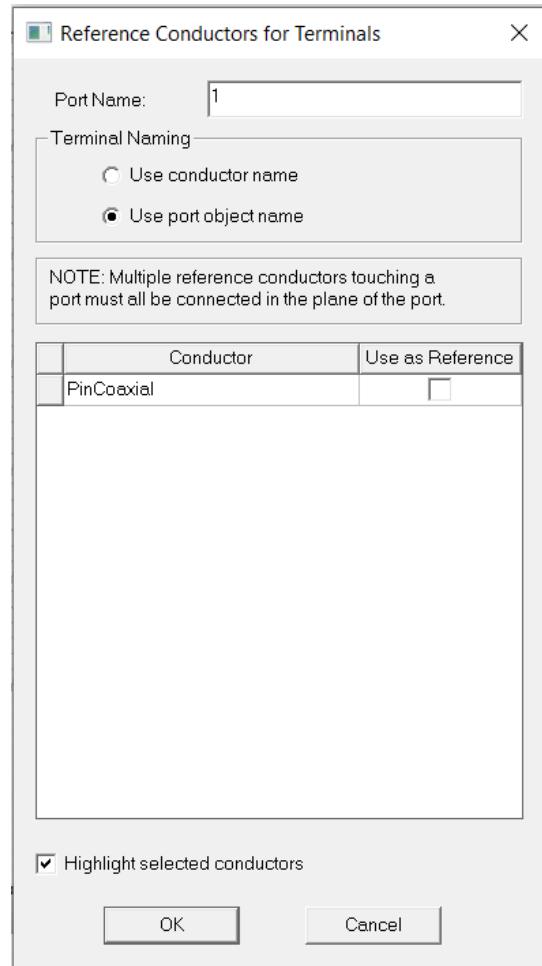 Reference Conductors for Terminals
Port Name: 1
Terminal Naming
Use conductor name
Use port object name
NOTE: Multiple reference conductors touching a
port must all be connected in the plane of the port.
Conductor Use as Reference
PinCoaxial
Highlight selected conductors
OK Cancel